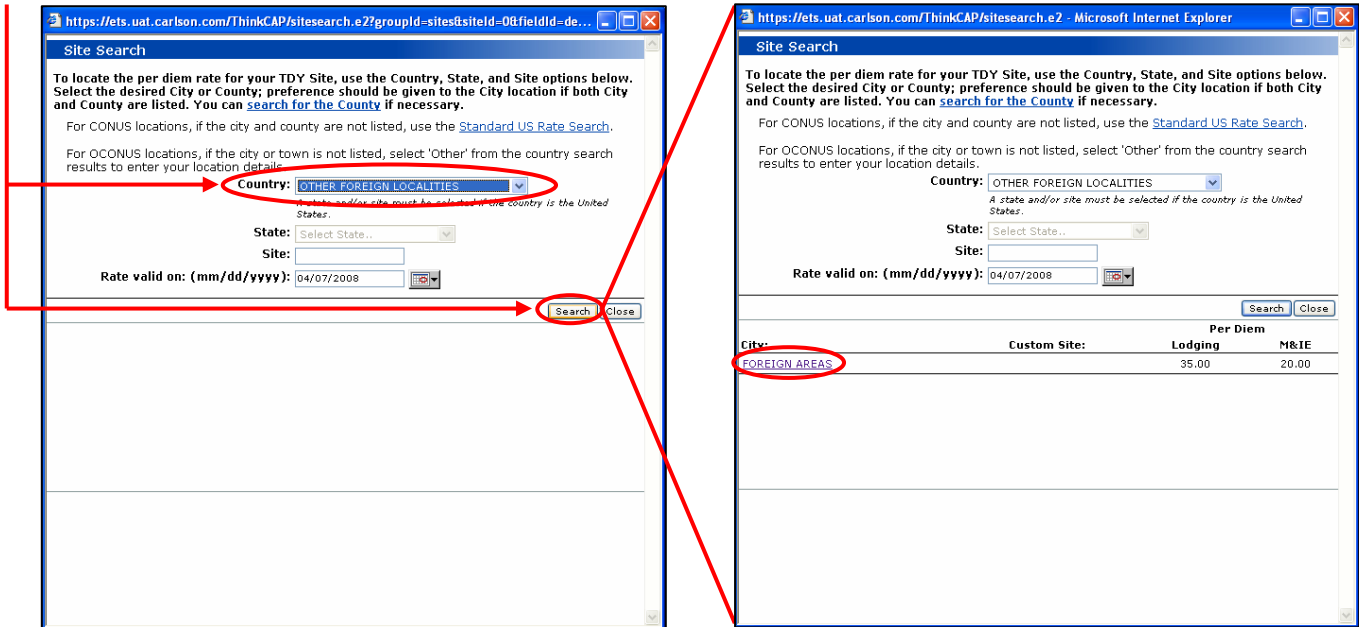 https://ets.uat.carlson.com/ThinkCAP/sitesearch.e2?groupId=sites&siteId=0&fieldId=de...
Site Search
To locate the per diem rate for your TDY Site, use the Country, State, and Site options below.
Select the desired City or County; preference should be given to the City location if both City
and County are listed. You can search for the County if necessary.
For CONUS locations, if the city and county are not listed, use the Standard US Rate Search.
For OCONUS locations, if the city or town is not listed, select 'Other' from the country search
results to enter your location details.
Country: OTHER FOREIGN LOCALITIES
A state and/or site must be selected if the country is the United
States.
State: Select State..
Site:
Rate valid on: (mm/dd/yyyy): 04/07/2008
Search Close
https://ets.uat.carlson.com/ThinkCAP/sitesearch.e2 - Microsoft Internet Explorer
Site Search
To locate the per diem rate for your TDY Site, use the Country, State, and Site options below.
Select the desired City or County; preference should be given to the City location if both City
and County are listed. You can search for the County if necessary.
For CONUS locations, if the city and county are not listed, use the Standard US Rate Search.
For OCONUS locations, if the city or town is not listed, select 'Other' from the country search
results to enter your location details.
Country: OTHER FOREIGN LOCALITIES
A state and/or site must be selected if the country is the United
States.
State: Select State..
Site:
Rate valid on: (mm/dd/yyyy): 04/07/2008
Search Close
Per Diem
City: Custom Site: Lodging M&IE
FOREIGN AREAS 35.00 20.00